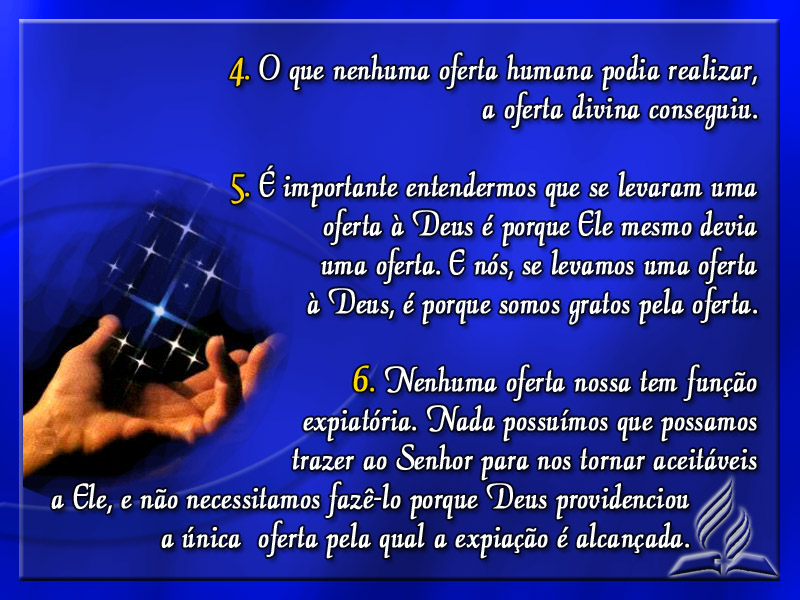 4. O que nenhuma oferta humana podia realizar,
a oferta divina conseguiu.
5. É importante entendermos que se levaram uma
oferta à Deus é porque Ele mesmo devia
uma oferta. E nós, se levamos uma oferta
à Deus, é porque somos gratos pela oferta.
6. Nenhuma oferta nossa tem função
expiatória. Nada possuímos que possamos
trazer ao Senhor para nos tornar aceitáveis
a Ele, e não necessitamos fazê-lo porque Deus providenciou
a única oferta pela qual a expiação é alcançada.